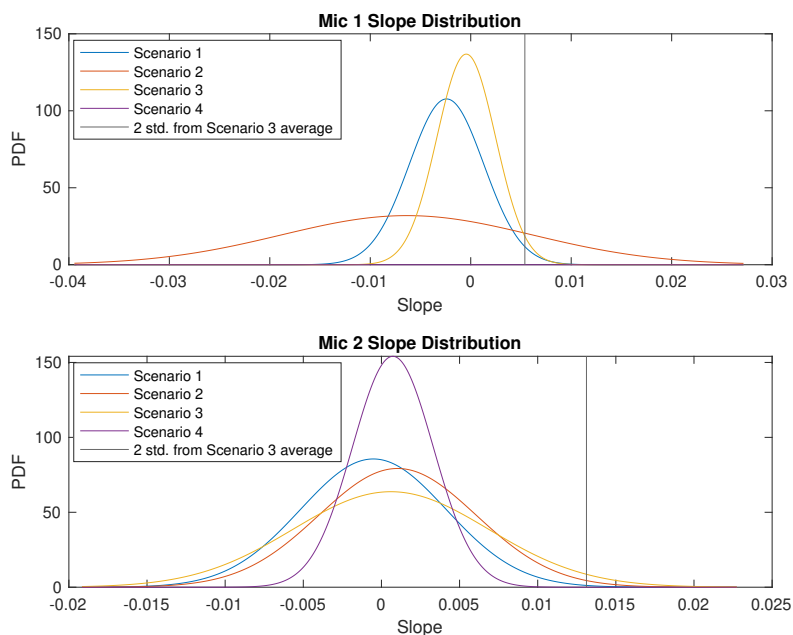 Mic 1 Slope Distribution
150
100
50
0
PDF
Scenario 1
Scenario 2
Scenario 3
Scenario 4
2 std. from Scenario 3 average
-0.04 -0.03 -0.02 -0.01 0 0.01 0.02 0.03
Slope
Mic 2 Slope Distribution
150
100
50
0
PDF
Scenario 1
Scenario 2
Scenario 3
Scenario 4
2 std. from Scenario 3 average
-0.02 -0.015 -0.01 -0.005 0 0.005 0.01 0.015 0.02 0.025
Slope